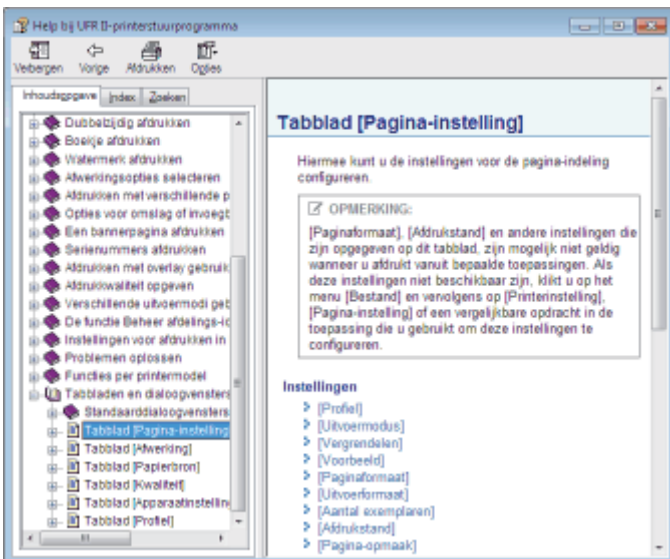 Help bij UFR II-printerstuurprogramma
Verbergen Vorige Afdrukken Opties
Inhoudsopgave Index Zoeken
Dubbelzijdig afdrukken
Boekje afdrukken
Watermerk afdrukken
Afwerkingsopties selecteren
Afdrukken met verschillende p
Opties voor omslag of invoegt
Een bannerpagina afdrukken
Serienummers afdrukken
Afdrukken met overlay gebruik
Afdrukkwaliteit opgeven
Verschillende uitvoermodi geb
De functie Beheer afdelings-ic
Instellingen voor afdrukken in
Problemen oplossen
Functies per printermodel
Tabbladen en dialoogvensters
Standaarddialoogvensters
Tabblad [Pagina-instelling
Tabblad [Afwerking]
Tabblad [Papierbron]
Tabblad [Kwaliteit]
Tabblad [Apparaatinstellin
Tabblad [Profiel]
Tabblad [Pagina-instelling]
Hiermee kunt u de instellingen voor de pagina-indeling
configureren.
OPMERKING:
[Paginaformaat], [Afdrukstand] en andere instellingen die
zijn opgegeven op dit tabblad, zijn mogelijk niet geldig
wanneer u afdrukt vanuit bepaalde toepassingen. Als
deze instellingen niet beschikbaar zijn, klikt u op het
menu [Bestand] en vervolgens op [Printerinstelling],
[Pagina-instelling] of een vergelijkbare opdracht in de
toepassing die u gebruikt om deze instellingen te
configureren.
Instellingen
[Profiel]
[Uitvoermodus]
[Vergrendelen]
[Voorbeeld]
[Paginaformaat]
[Uitvoerformaat]
[Aantal exemplaren]
[Afdrukstand]
[Pagina-opmaak]